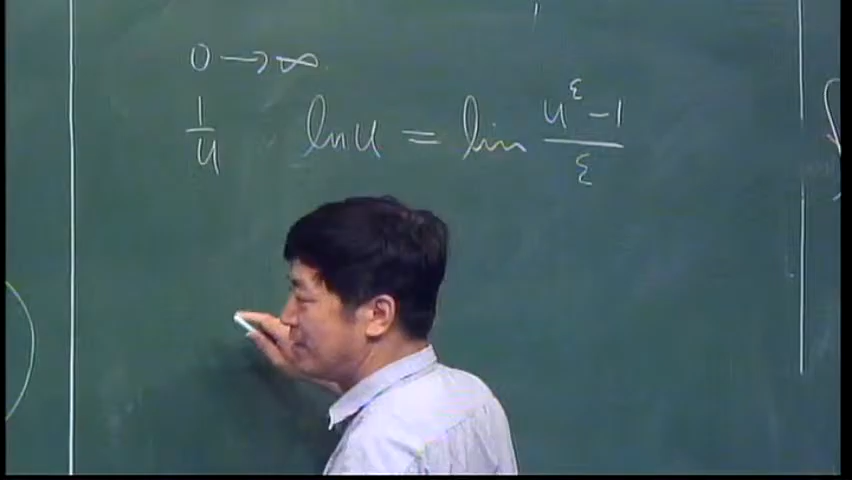 0 → ∞
1/u ln u = lim (u^ε - 1)/ε